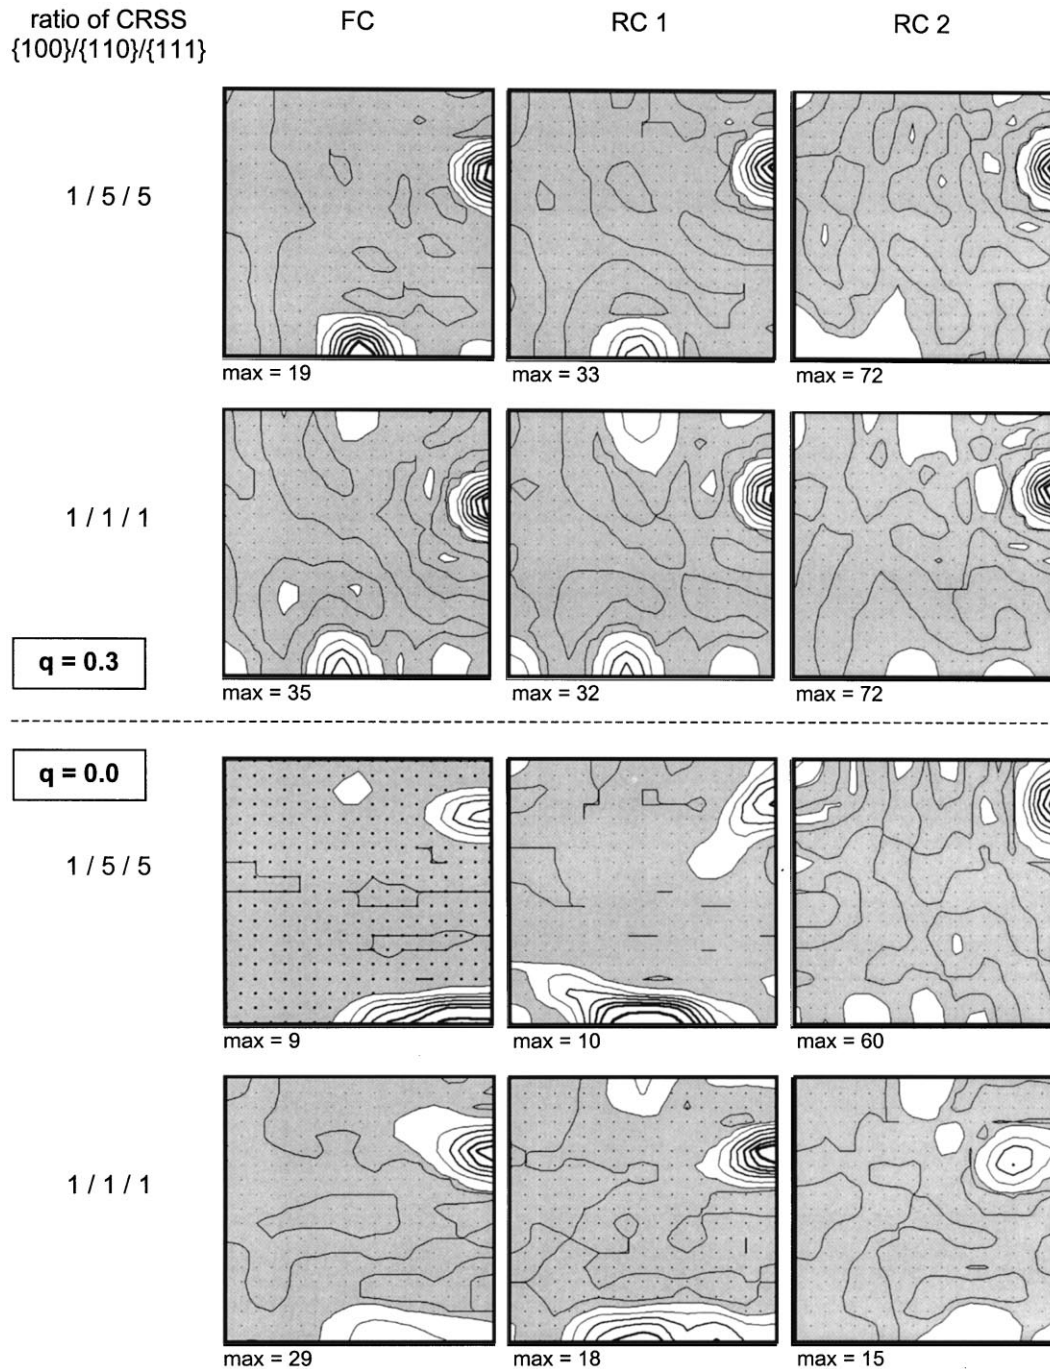 ratio of CRSS
{100}/{110}/{111}
FC
RC 1
RC 2
1 / 5 / 5
max = 19
max = 33
max = 72
1 / 1 / 1
q = 0.3
max = 35
max = 32
max = 72
q = 0.0
1 / 5 / 5
max = 9
max = 10
max = 60
1 / 1 / 1
max = 29
max = 18
max = 15